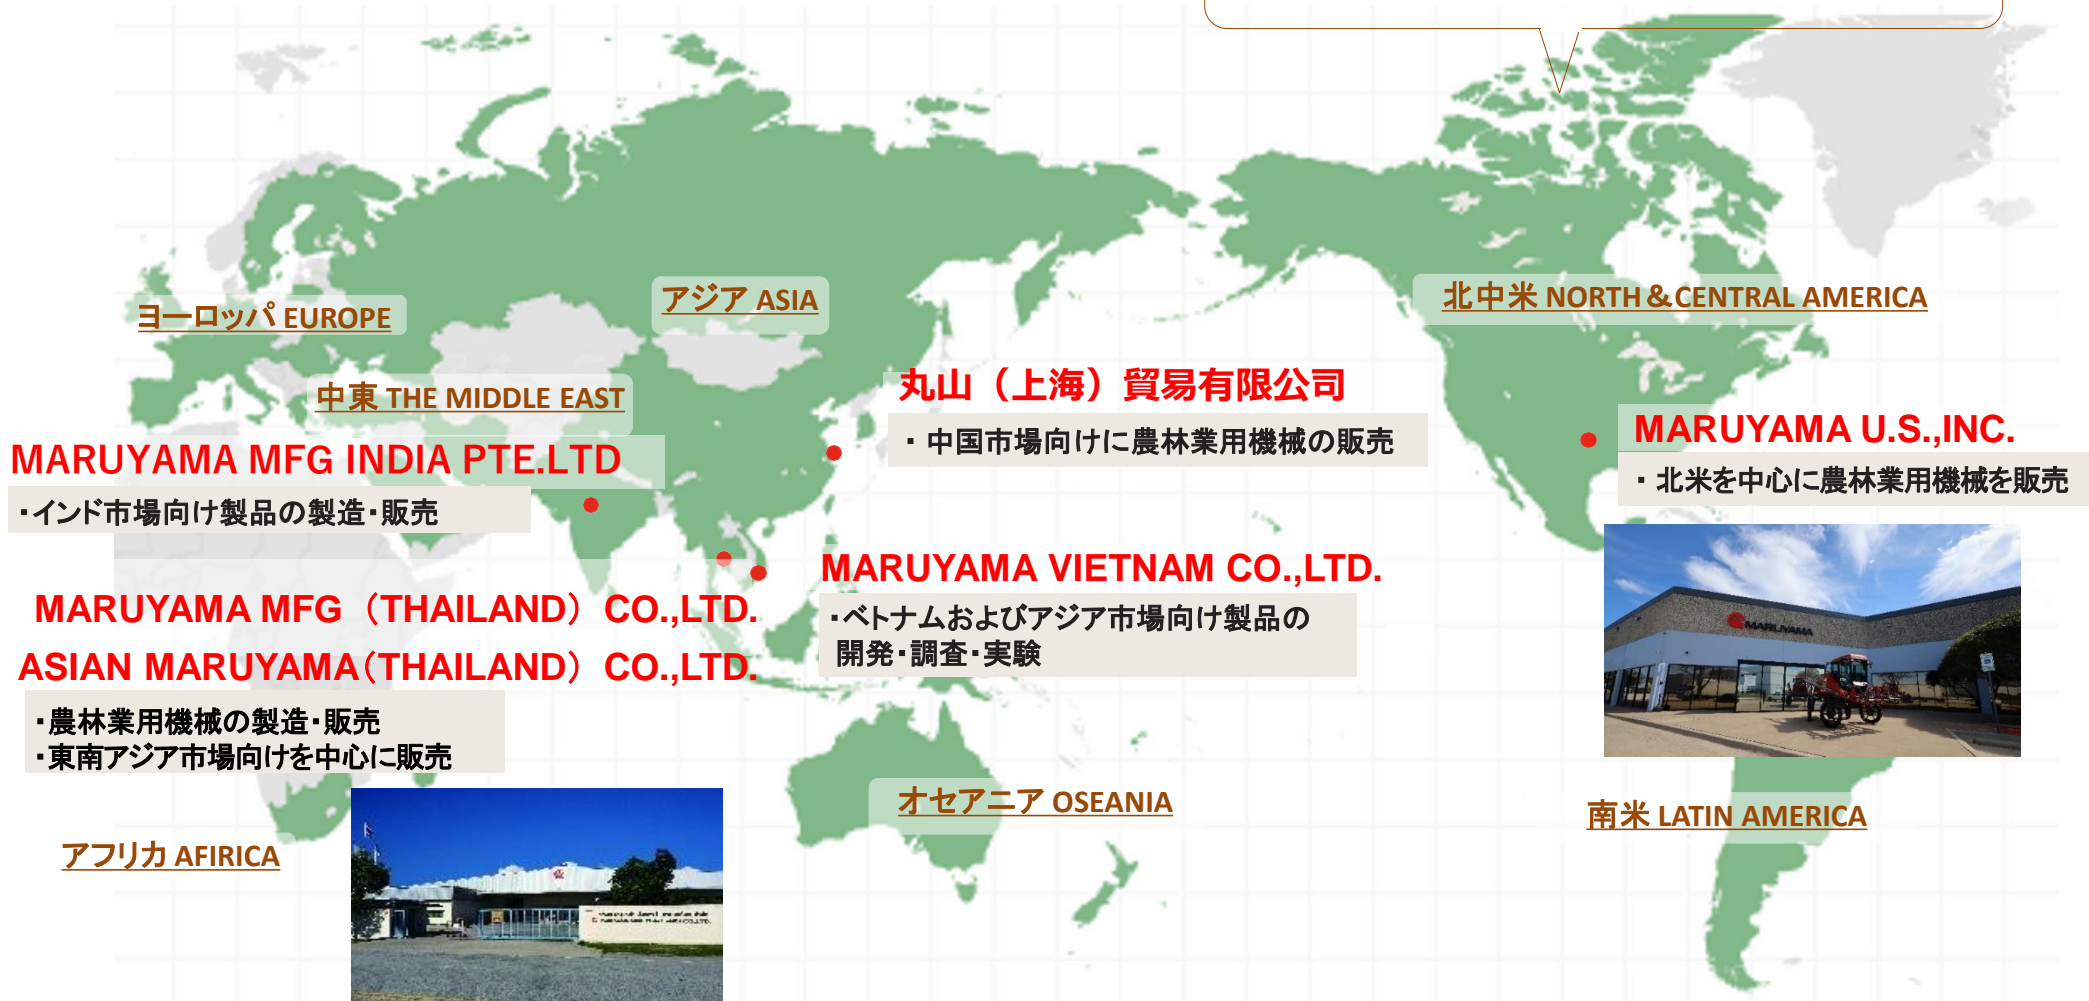 ヨーロッパ EUROPE
アジア ASIA
北中米 NORTH＆CENTRAL AMERICA
中東 THE MIDDLE EAST
丸山（上海）貿易有限公司
・中国市場向けに農林業用機械の販売
MARUYAMA U.S.,INC.
・北米を中心に農林業用機械を販売
MARUYAMA MFG INDIA PTE.LTD
・インド市場向け製品の製造・販売
MARUYAMA VIETNAM CO.,LTD.
・ベトナムおよびアジア市場向け製品の
開発・調査・実験
MARUYAMA MFG（THAILAND）CO.,LTD.
ASIAN MARUYAMA（THAILAND）CO.,LTD.
・農林業用機械の製造・販売
・東南アジア市場向けを中心に販売
MARUYAMA
オセアニア OSEANIA
南米 LATIN AMERICA
アフリカ AFIRICA